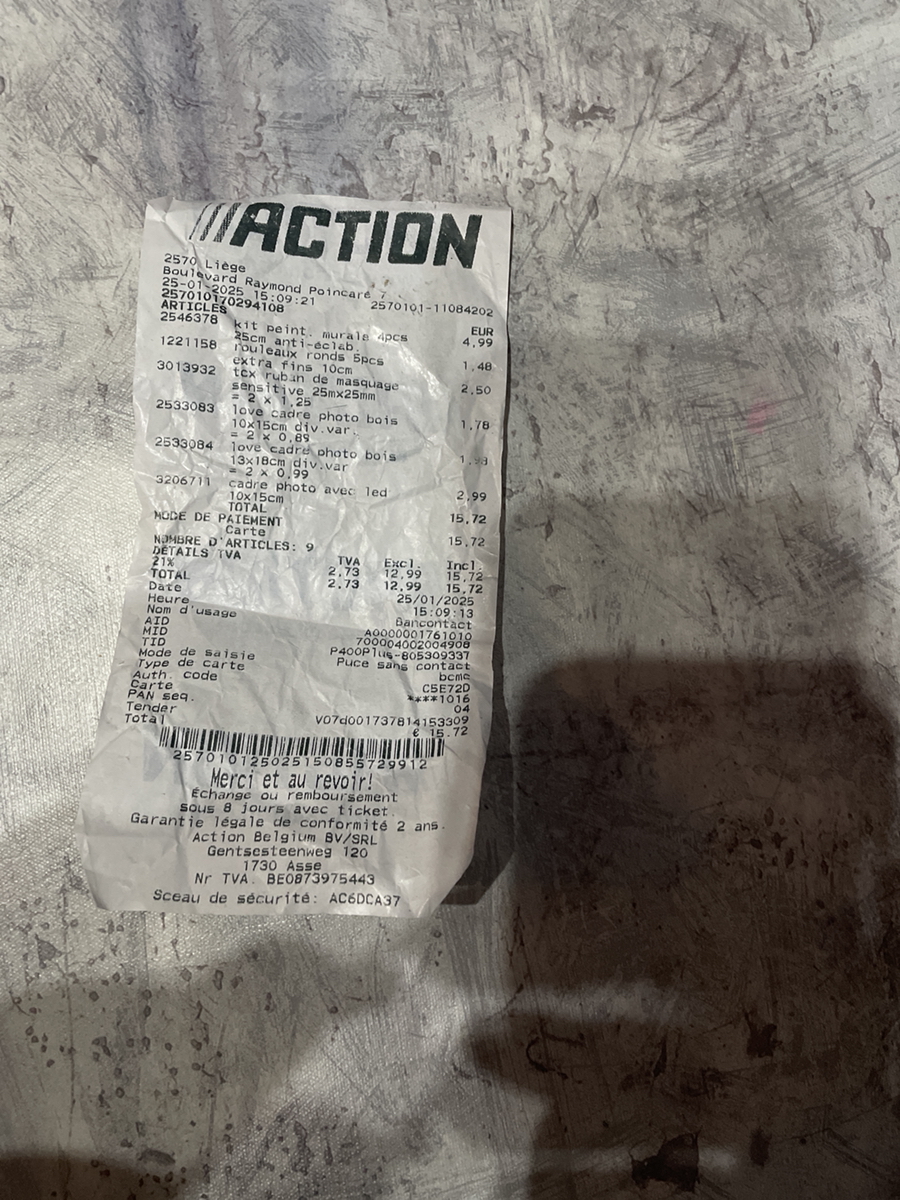 ACTION
2570 Liège
Boulevard Raymond Poincaré 7
25-01-2025 15:09:21 2570101-11084202
257010170294108
ARTICLES EUR
2546378 kit peint. murale 4pcs 4,99
25cm anti-éclab.
1221158 rouleaux ronds 5pcs 1,48
extra fins 10cm
3013932 tcx ruban de masquage 2,50
sensitive 25mx25mm
= 2 x 1,25
2533083 love cadre photo bois 1,78
10x15cm div.var.
= 2 x 0,89
2533084 love cadre photo bois 1,98
13x18cm div.var
= 2 x 0,99
3206711 cadre photo avec led 2,99
10x15cm
TOTAL 15,72
MODE DE PAIEMENT
Carte 15,72
NOMBRE D'ARTICLES: 9
DÉTAILS TVA TVA Excl. Incl.
21% 2,73 12,99 15,72
TOTAL 2,73 12,99 15,72
Date 25/01/2025
Heure 15:09:13
Nom d'usage Bancontact
AID A0000001761010
MID 700004002004908
TID P400Plus-805309337
Mode de saisie Puce sans contact
Type de carte bcmc
Auth. code C5E72D
Carte ****1016
PAN seq. 04
Tender V07d001737814153309
Total € 15.72
2570101250251508557 29912
Merci et au revoir!
Échange ou remboursement
sous 8 jours avec ticket.
Garantie légale de conformité 2 ans.
Action Belgium BV/SRL
Gentsesteenweg 120
1730 Asse
Nr TVA. BE0873975443
Sceau de sécurité: AC6DCA37